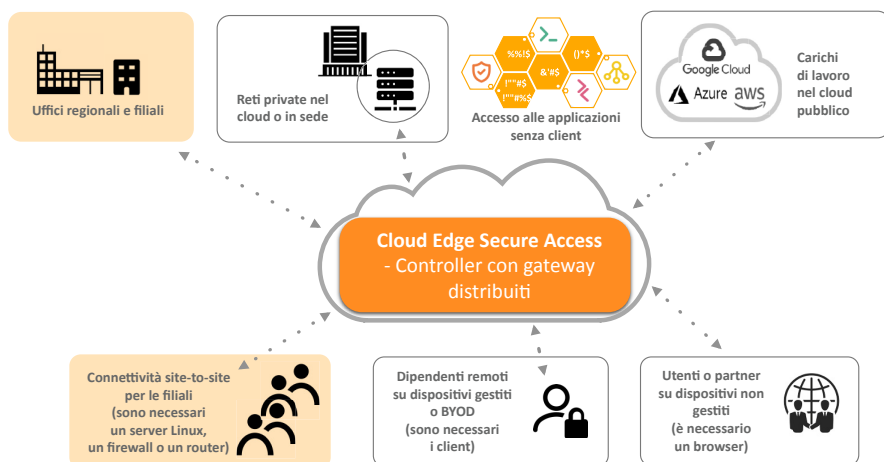 Uffici regionali e filiali
Reti private nel
cloud o in sede
%%!$
()*$
&'#$
!""#$
!""#%$
Accesso alle applicazioni
senza client
Google Cloud
Azure
aws
Carichi
di lavoro
nel cloud
pubblico
Cloud Edge Secure Access
- Controller con gateway
distribuiti
Connettività site-to-site
per le filiali
(sono necessari
un server Linux,
un firewall o un router)
Dipendenti remoti
su dispositivi gestiti
o BYOD
(sono necessari
i client)
Utenti o partner
su dispositivi non
gestiti
(è necessario
un browser)